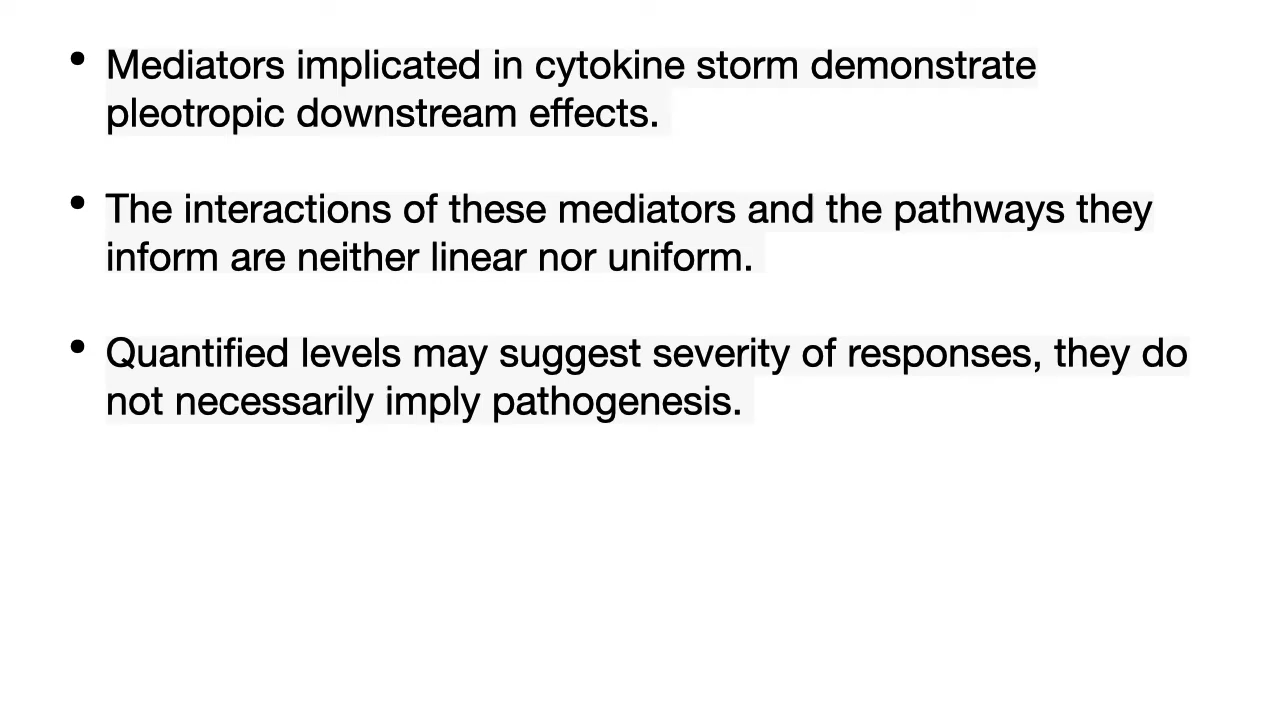 • Mediators implicated in cytokine storm demonstrate
pleotropic downstream effects.
• The interactions of these mediators and the pathways they
inform are neither linear nor uniform.
• Quantified levels may suggest severity of responses, they do
not necessarily imply pathogenesis.